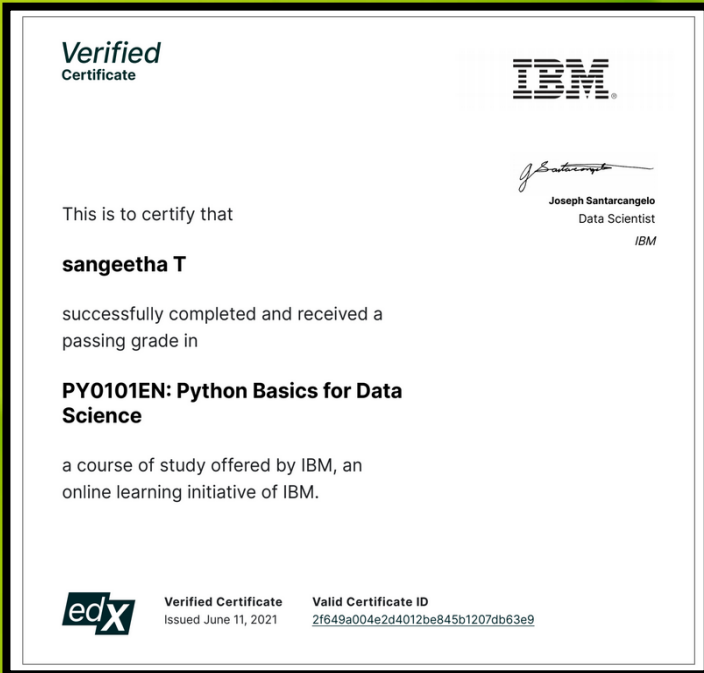 Verified
Certificate
IBM®
Joseph Santarcangelo
Data Scientist
IBM
This is to certify that
sangeetha T
successfully completed and received a
passing grade in
PY0101EN: Python Basics for Data
Science
a course of study offered by IBM, an
online learning initiative of IBM.
edX
Verified Certificate
Issued June 11, 2021
Valid Certificate ID
2f649a004e2d4012be845b1207db63e9